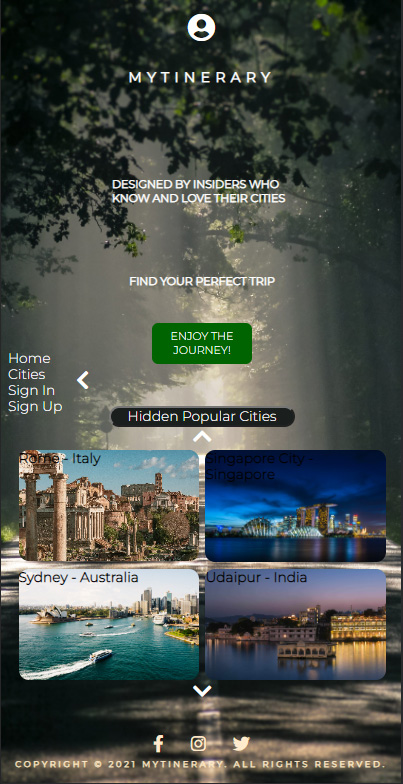 MYTINERARY
DESIGNED BY INSIDERS WHO
KNOW AND LOVE THEIR CITIES
FIND YOUR PERFECT TRIP
ENJOY THE
JOURNEY!
Home
Cities
Sign In
Sign Up
Hidden Popular Cities
Rome - Italy
Singapore City -
Singapore
Sydney - Australia
Udaipur - India
COPYRIGHT © 2021 MYTINERARY. ALL RIGHTS RESERVED.